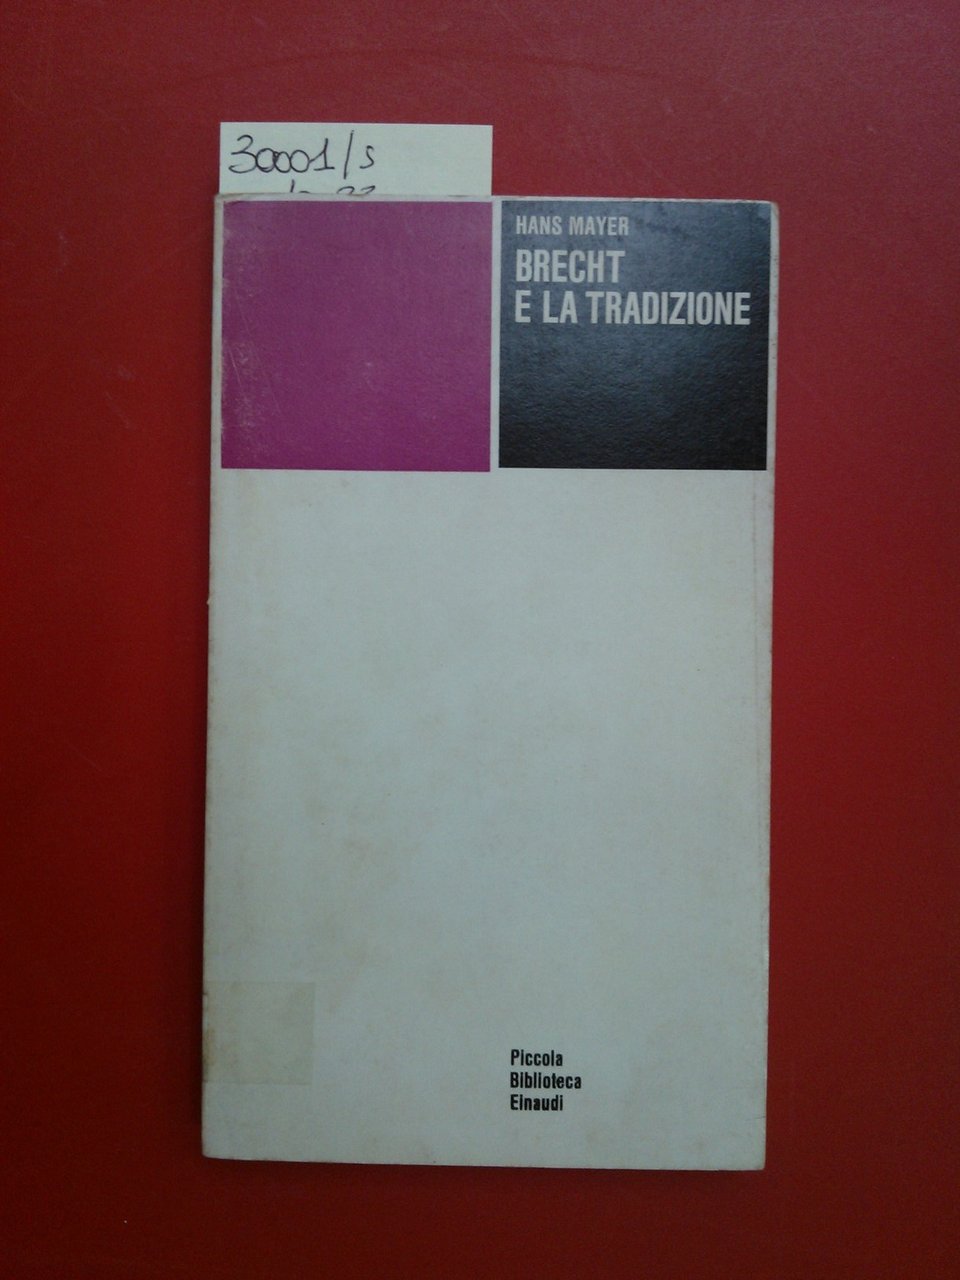 30001/s
HANS MAYER
BRECHT
E LA TRADIZIONE
Piccola
Biblioteca
Einaudi